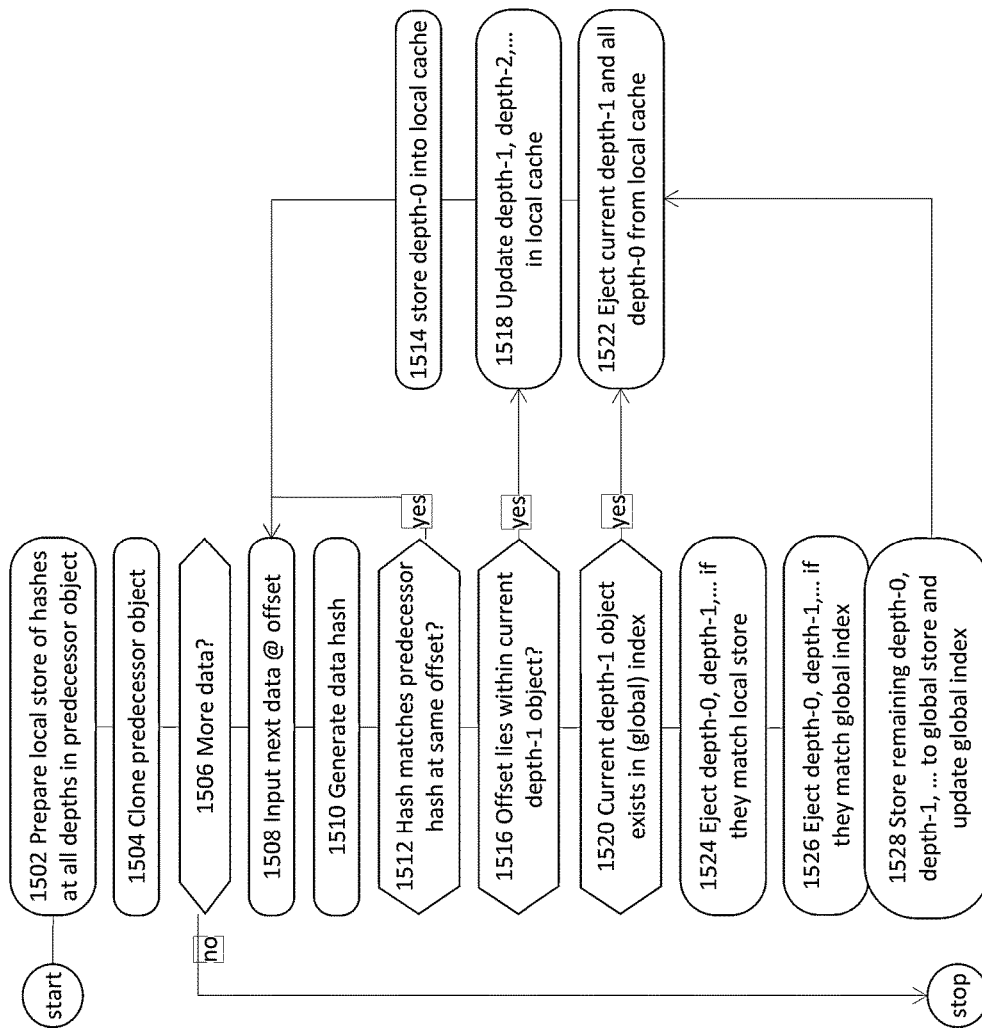 start
1502 Prepare local store of hashes
at all depths in predecessor object
1504 Clone predecessor object
1506 More data?
no
1508 Input next data @ offset
1510 Generate data hash
1512 Hash matches predecessor
hash at same offset?
yes
1514 store depth-0 into local cache
1516 Offset lies within current
depth-1 object?
yes
1518 Update depth-1, depth-2,...
in local cache
1520 Current depth-1 object
exists in (global) index
yes
1522 Eject current depth-1 and all
depth-0 from local cache
1524 Eject depth-0, depth-1,... if
they match local store
1526 Eject depth-0, depth-1,... if
they match global index
1528 Store remaining depth-0,
depth-1, ... to global store and
update global index
stop